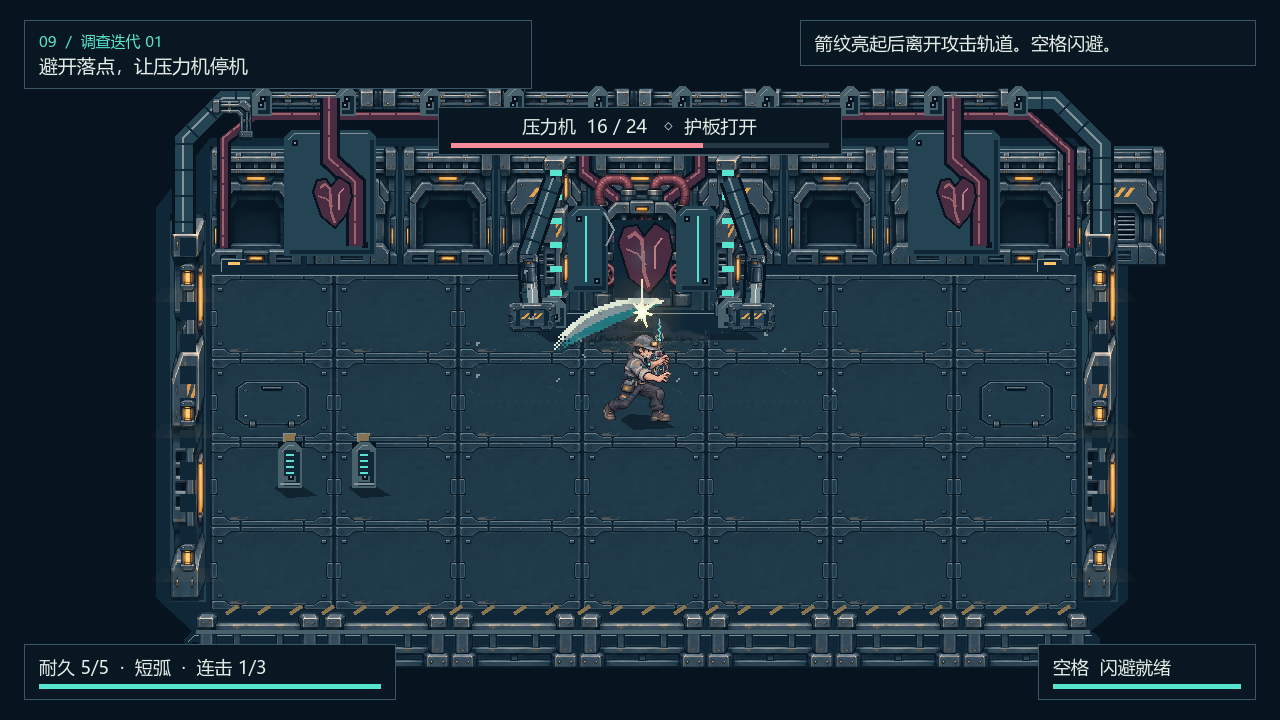 09 / 调查迭代 01
避开落点，让压力机停机
箭纹亮起后离开攻击轨道。空格闪避。
压力机 16 / 24 ◇ 护板打开
耐久 5/5 · 短弧 · 连击 1/3
空格 闪避就绪